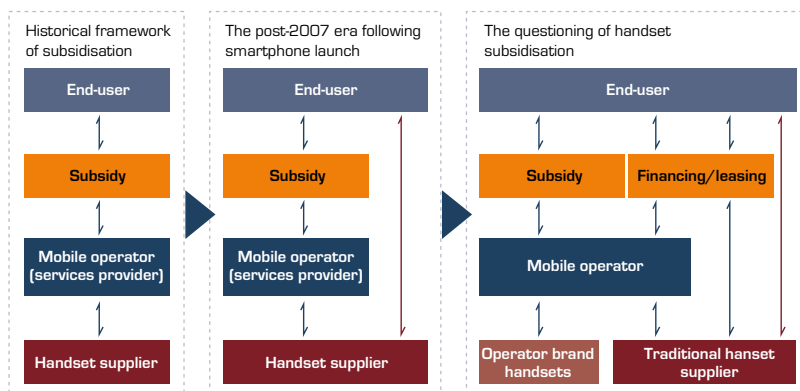 Historical framework
of subsidisation
End-user
Subsidy
Mobile operator
(services provider)
Handset supplier
The post-2007 era following
smartphone launch
End-user
Subsidy
Mobile operator
(services provider)
Handset supplier
The questioning of handset
subsidisation
End-user
Subsidy
Financing/leasing
Mobile operator
Operator brand
handsets
Traditional hanset
supplier